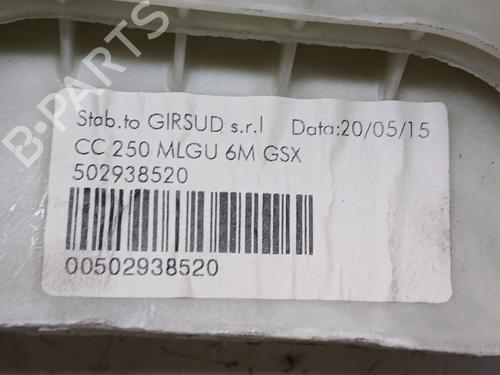 B-PARTS
Stab.to GIRSUD s.r.l Data:20/05/15
CC 250 MLGU 6M GSX
502938520
00502938520